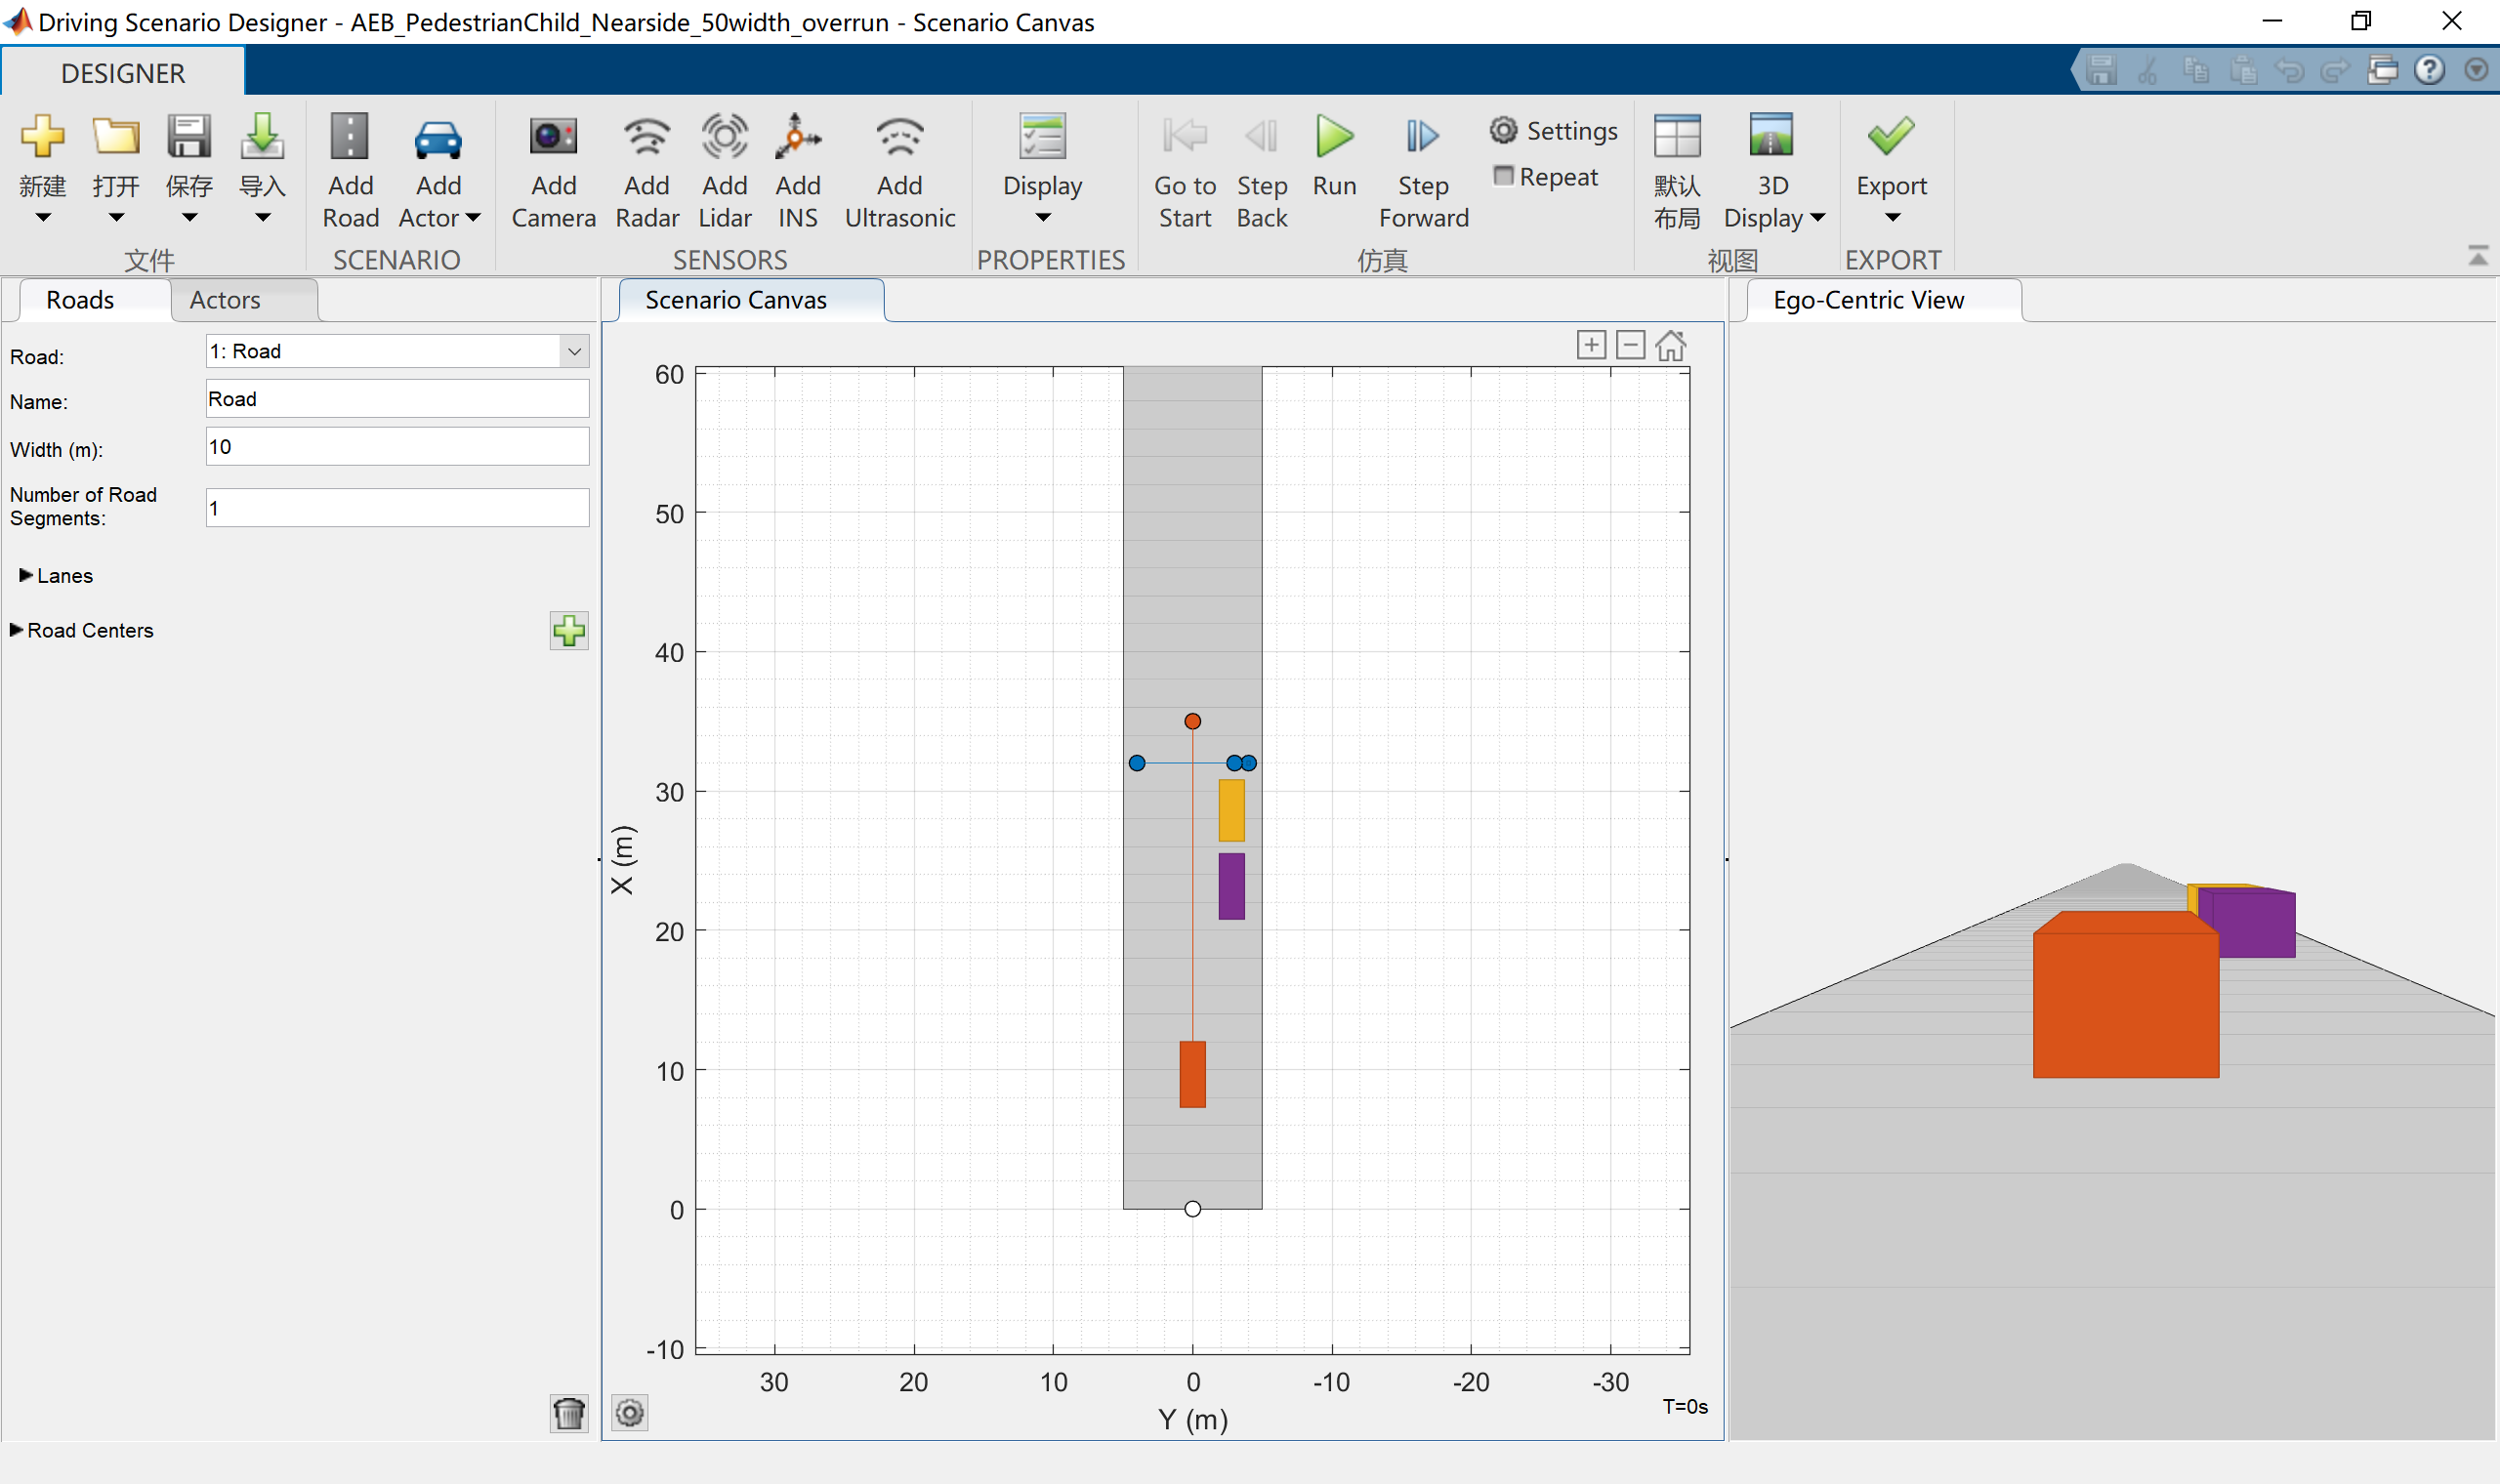 Driving Scenario Designer - AEB_PedestrianChild_Nearside_50width_overrun - Scenario Canvas
DESIGNER
新建
打开
保存
导入
文件
Add Road
Add Actor
SCENARIO
Add Camera
Add Radar
Add Lidar
Add INS
Add Ultrasonic
SENSORS
Display
PROPERTIES
Go to Start
Step Back
Run
Step Forward
Settings
Repeat
仿真
默认布局
3D Display
视图
Export
EXPORT
Roads
Actors
Road:
1: Road
Name:
Road
Width (m):
10
Number of Road
Segments:
1
Lanes
Road Centers
Scenario Canvas
60
50
40
30
20
10
0
-10
X (m)
30
20
10
0
-10
-20
-30
Y (m)
T=0s
Ego-Centric View